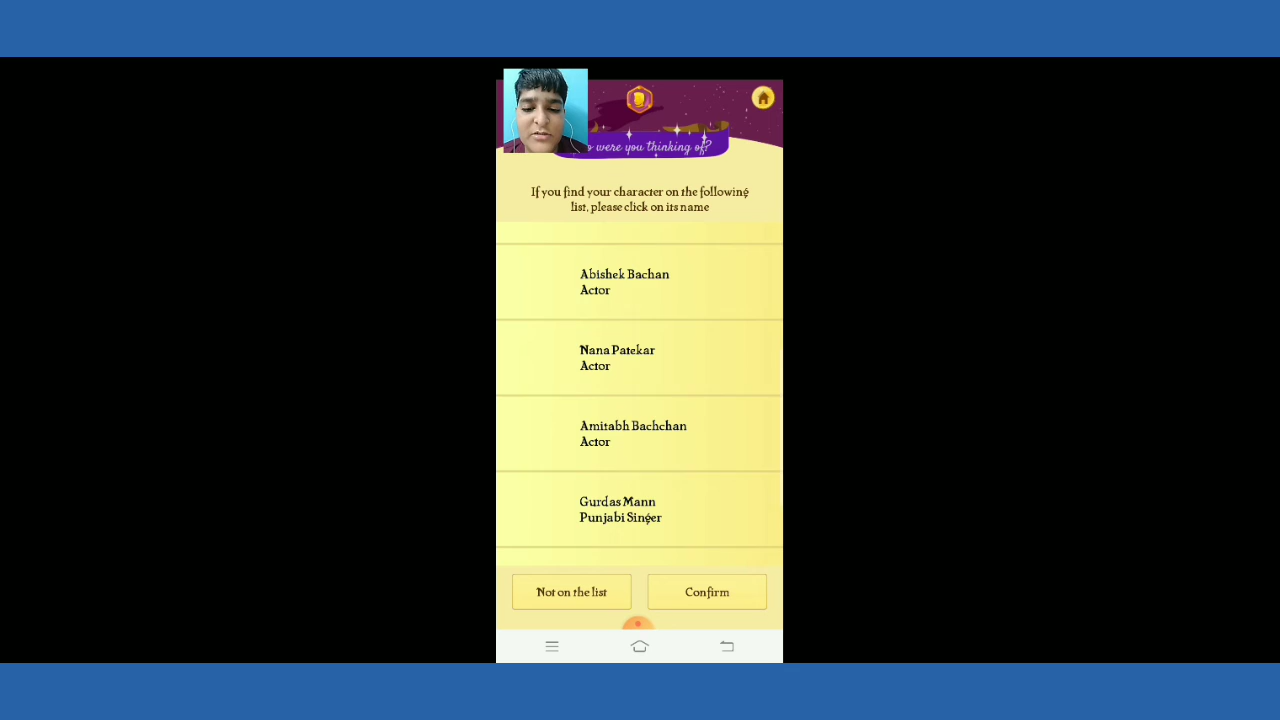 were you thinking of?
If you find your character on the following
list, please click on its name
Abishek Bachan
Actor
Nana Patekar
Actor
Amitabh Bachchan
Actor
Gurdas Mann
Punjabi Singer
Not on the list
Confirm